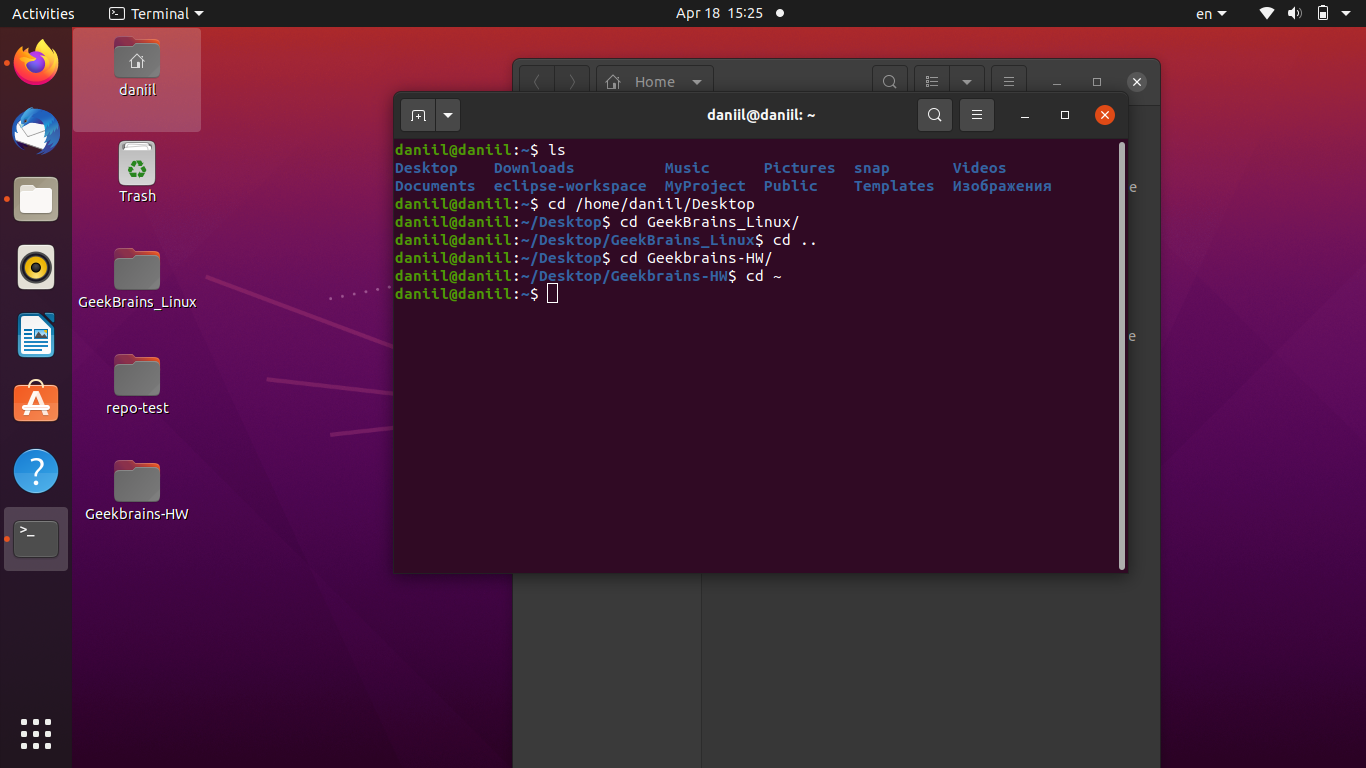 Activities Terminal Apr 18 15:25 en
daniil
Trash
GeekBrains_Linux
repo-test
Geekbrains-HW
Home
daniil@daniil: ~
daniil@daniil:~$ ls
Desktop Downloads Music Pictures snap Videos
Documents eclipse-workspace MyProject Public Templates Изображения
daniil@daniil:~$ cd /home/daniil/Desktop
daniil@daniil:~/Desktop$ cd GeekBrains_Linux/
daniil@daniil:~/Desktop/GeekBrains_Linux$ cd ..
daniil@daniil:~/Desktop$ cd Geekbrains-HW/
daniil@daniil:~/Desktop/Geekbrains-HW$ cd ~
daniil@daniil:~$